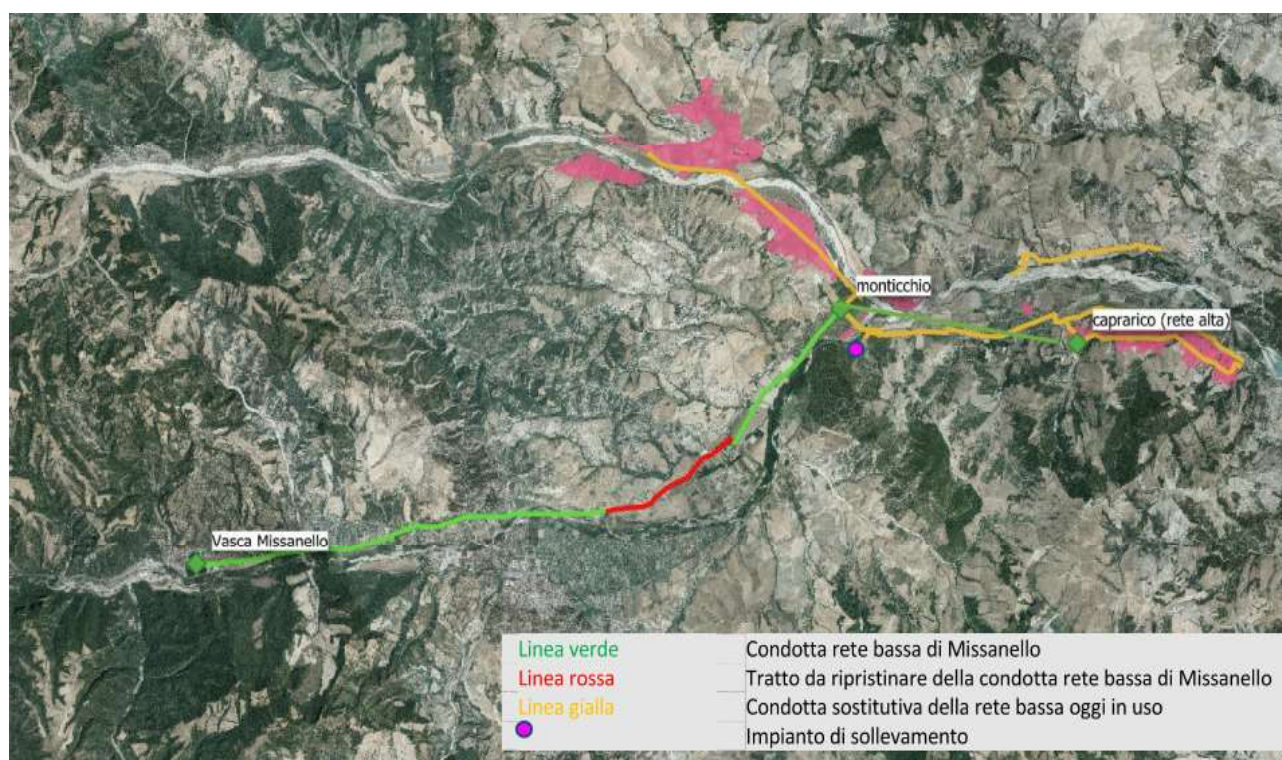 monticchio
caprarico (rete alta)
Vasca Missanello
Linea verde Condotta rete bassa di Missanello
Linea rossa Tratto da ripristinare della condotta rete bassa di Missanello
Linea gialla Condotta sostitutiva della rete bassa oggi in uso
Impianto di sollevamento